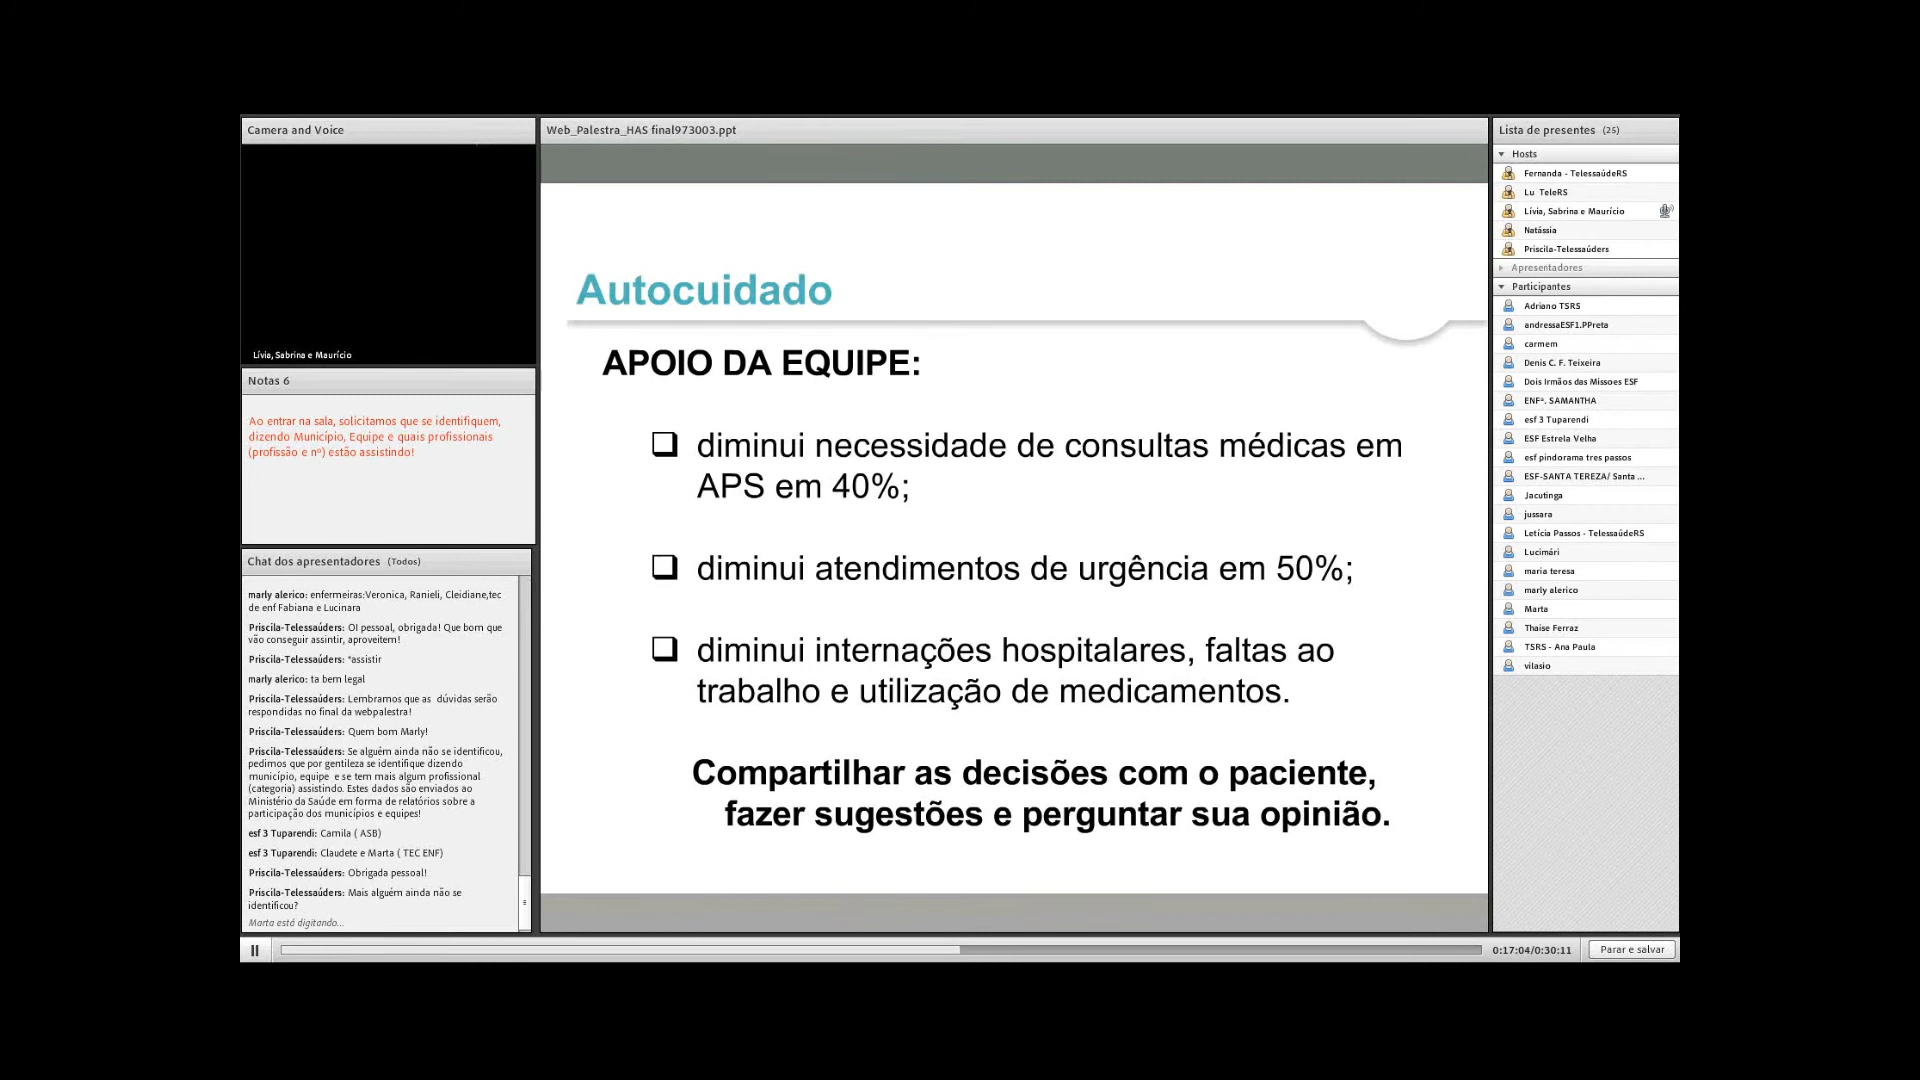 Camera and Voice
Lívia, Sabrina e Maurício
Notas 6
Ao entrar na sala, solicitamos que se identifiquem,
dizendo Município, Equipe e quais profissionais
(profissão e nº) estão assistindo!
Chat dos apresentadores (Todos)
marly alerico: enfermeiras:Veronica, Ranieli, Cleidiane,tec
de enf Fabiana e Lucinara
Priscila-Telessaúders: OI pessoal, obrigada! Que bom que
vão conseguir assintir, aproveitem!
Priscila-Telessaúders: *assistir
marly alerico: ta bem legal
Priscila-Telessaúders: Lembramos que as dúvidas serão
respondidas no final da webpalestra!
Priscila-Telessaúders: Quem bom Marly!
Priscila-Telessaúders: Se alguém ainda não se identificou,
pedimos que por gentileza se identifique dizendo
município, equipe e se tem mais algum profissional
(categoria) assistindo. Estes dados são enviados ao
Ministério da Saúde em forma de relatórios sobre a
participação dos municípios e equipes!
esf 3 Tuparendi: Camila ( ASB)
esf 3 Tuparendi: Claudete e Marta ( TEC ENF)
Priscila-Telessaúders: Obrigada pessoal!
Priscila-Telessaúders: Mais alguém ainda não se
identificou?
Marta está digitando...
Web_Palestra_HAS final973003.ppt
Autocuidado
APOIO DA EQUIPE:
diminui necessidade de consultas médicas em
APS em 40%;
diminui atendimentos de urgência em 50%;
diminui internações hospitalares, faltas ao
trabalho e utilização de medicamentos.
Compartilhar as decisões com o paciente,
fazer sugestões e perguntar sua opinião.
Lista de presentes (25)
Hosts
Fernanda - TelessaúdeRS
Lu TeleRS
Lívia, Sabrina e Maurício
Natássia
Priscila-Telessaúders
Apresentadores
Participantes
Adriano TSRS
andressaESF1.PPreta
carmem
Denis C. F. Teixeira
Dois Irmãos das Missoes ESF
ENFª. SAMANTHA
esf 3 Tuparendi
ESF Estrela Velha
esf pindorama tres passos
ESF-SANTA TEREZA/ Santa ...
Jacutinga
jussara
Letícia Passos - TelessaúdeRS
Lucimári
maria teresa
marly alerico
Marta
Thaise Ferraz
TSRS - Ana Paula
vilasio
0:17:04/0:30:11
Parar e salvar